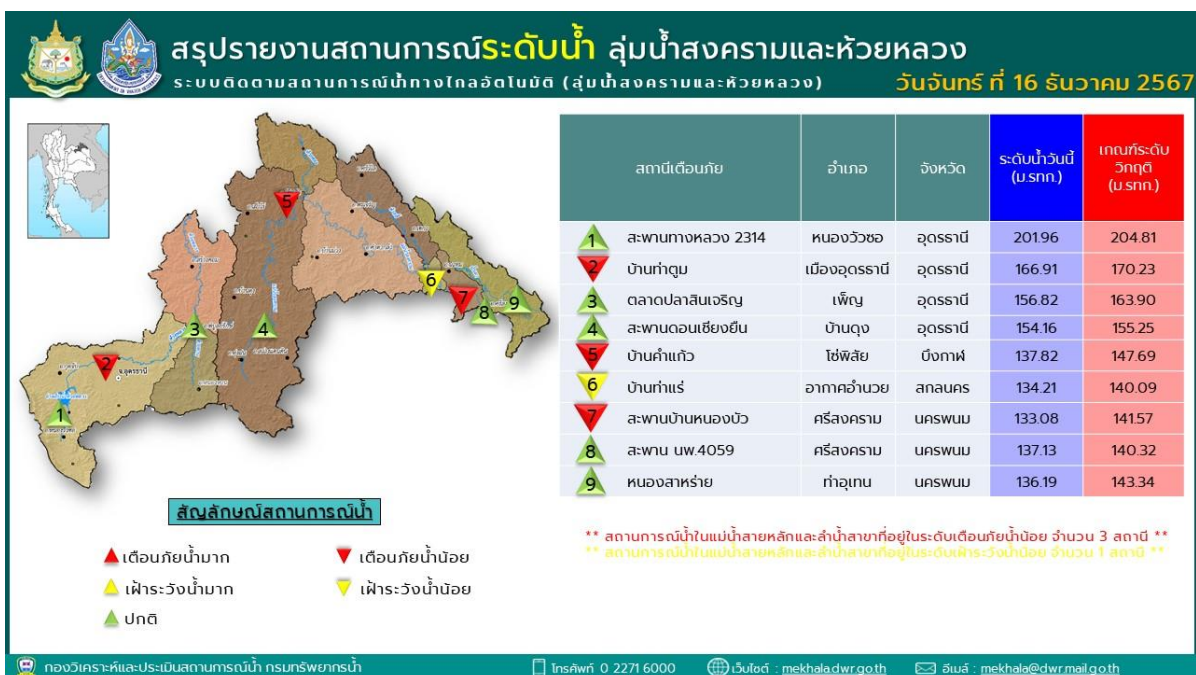 สรุปรายงานสถานการณ์ระดับน้ำ ลุ่มน้ำสงครามและห้วยหลวง
ระบบติดตามสถานการณ์น้ำทางไกลอัตโนมัติ (ลุ่มน้ำสงครามและห้วยหลวง)
วันจันทร์ ที่ 16 ธันวาคม 2567
สถานีเตือนภัย อำเภอ จังหวัด ระดับน้ำวันนี้ (ม.รทก.) เกณฑ์ระดับวิกฤติ (ม.รทก.)
1 สะพานทางหลวง 2314 หนองวัวซอ อุดรธานี 201.96 204.81
2 บ้านท่าตูม เมืองอุดรธานี อุดรธานี 166.91 170.23
3 ตลาดปลาสินเจริญ เพ็ญ อุดรธานี 156.82 163.90
4 สะพานดอนเชียงยืน บ้านดุง อุดรธานี 154.16 155.25
5 บ้านคำแก้ว โซ่พิสัย บึงกาฬ 137.82 147.69
6 บ้านท่าแร่ อากาศอำนวย สกลนคร 134.21 140.09
7 สะพานบ้านหนองบัว ศรีสงคราม นครพนม 133.08 141.57
8 สะพาน นพ.4059 ศรีสงคราม นครพนม 137.13 140.32
9 หนองสาหร่าย ท่าอุเทน นครพนม 136.19 143.34
5
6
7
8
9
3
4
2
จ.อุดรธานี
1
สัญลักษณ์สถานการณ์น้ำ
เตือนภัยน้ำมาก
เตือนภัยน้ำน้อย
เฝ้าระวังน้ำมาก
เฝ้าระวังน้ำน้อย
ปกติ
** สถานการณ์น้ำในแม่น้ำสายหลักและลำน้ำสาขาที่อยู่ในระดับเตือนภัยน้ำน้อย จำนวน 3 สถานี **
** สถานการณ์น้ำในแม่น้ำสายหลักและลำน้ำสาขาที่อยู่ในระดับเฝ้าระวังน้ำน้อย จำนวน 1 สถานี **
กองวิเคราะห์และประเมินสถานการณ์น้ำ กรมทรัพยากรน้ำ
โทรศัพท์ 0 2271 6000
เว็บไซต์ : mekhala.dwr.go.th
อีเมล์ : mekhala@dwr.mail.go.th